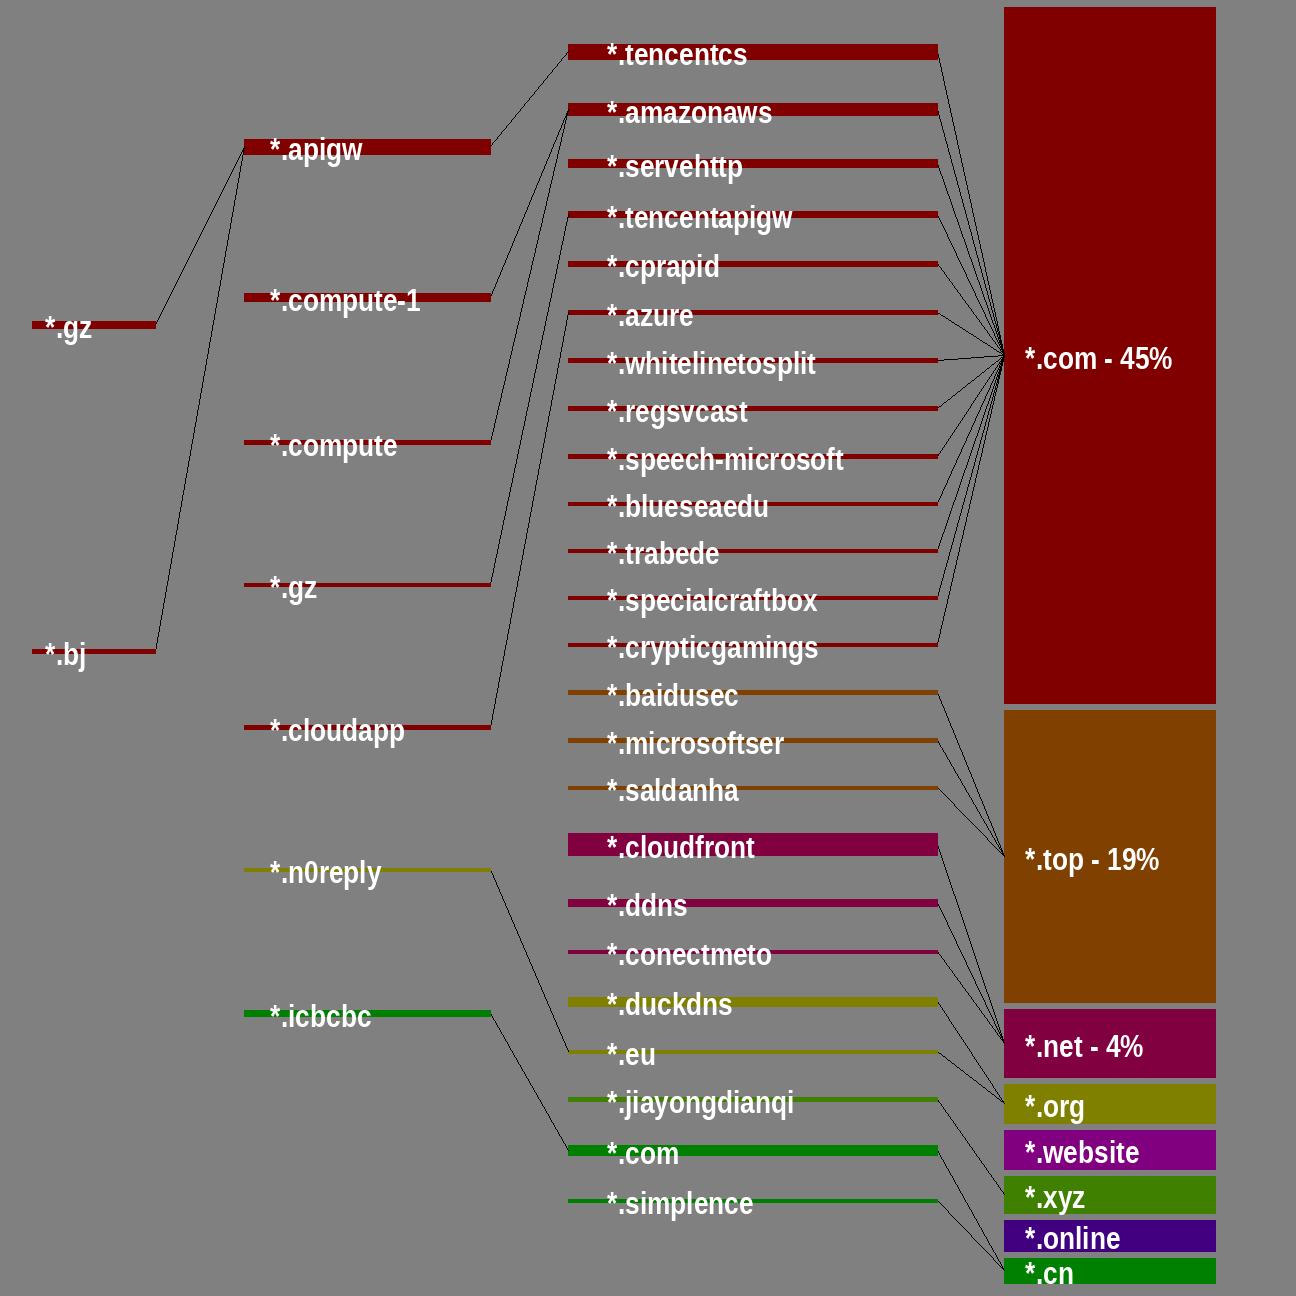 *.gz
*.bj
*.apigw
*.compute-1
*.compute
*.gz
*.cloudapp
*.n0reply
*.icbcbc
*.tencentcs
*.amazonaws
*.servehttp
*.tencentapigw
*.cprapid
*.azure
*.whitelinetosplit
*.regsvcast
*.speech-microsoft
*.blueseaedu
*.trabede
*.specialcraftbox
*.crypticgamings
*.baidusec
*.microsoftser
*.saldanha
*.cloudfront
*.ddns
*.conectmeto
*.duckdns
*.eu
*.jiayongdianqi
*.com
*.simplence
*.com - 45%
*.top - 19%
*.net - 4%
*.org
*.website
*.xyz
*.online
*.cn